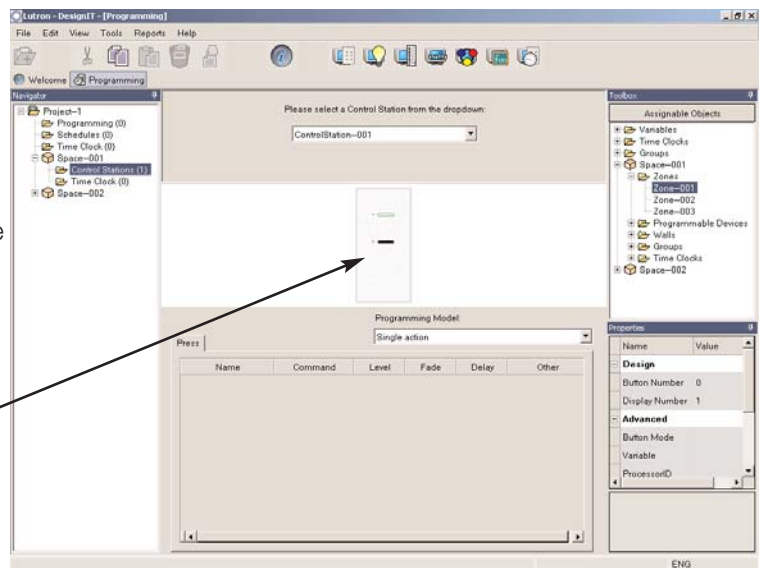 Lutron - DesignIT - [Programming]
File Edit View Tools Reports Help
Welcome Programming
Navigator
Project-1
Programming (0)
Schedules (0)
Time Clock (0)
Space-001
Control Stations (1)
Time Clock (0)
Space-002
e
Please select a Control Station from the dropdown:
ControlStation-001
Programming Model:
Single action
Press
Name Command Level Fade Delay Other
Toolbox
Assignable Objects
Variables
Time Clocks
Groups
Space-001
Zones
Zone-001
Zone-002
Zone-003
Programmable Devices
Walls
Groups
Time Clocks
Space-002
Properties
Name Value
Design
Button Number 0
Display Number 1
Advanced
Button Mode
Variable
ProcessorID
ENG